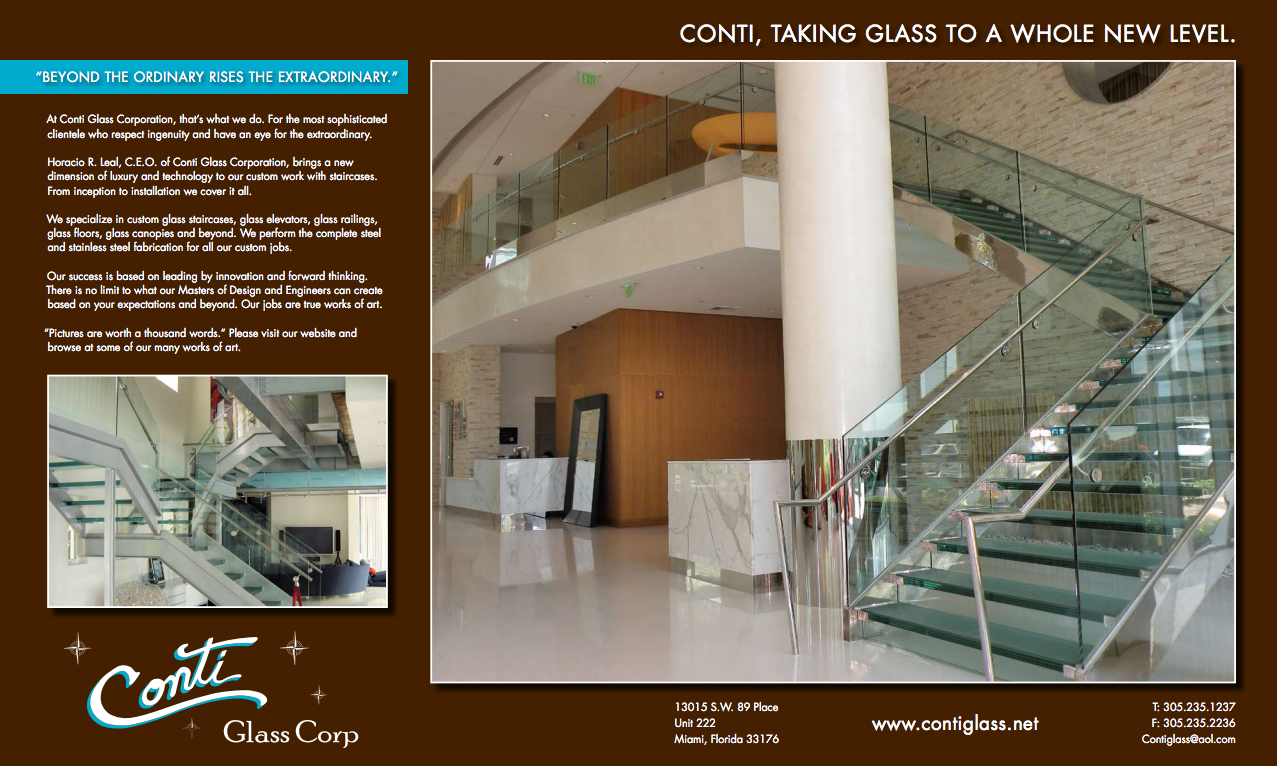 CONTI, TAKING GLASS TO A WHOLE NEW LEVEL.
“BEYOND THE ORDINARY RISES THE EXTRAORDINARY.”
At Conti Glass Corporation, that’s what we do. For the most sophisticated
clientele who respect ingenuity and have an eye for the extraordinary.
Horacio R. Leal, C.E.O. of Conti Glass Corporation, brings a new
dimension of luxury and technology to our custom work with staircases.
From inception to installation we cover it all.
We specialize in custom glass staircases, glass elevators, glass railings,
glass floors, glass canopies and beyond. We perform the complete steel
and stainless steel fabrication for all our custom jobs.
Our success is based on leading by innovation and forward thinking.
There is no limit to what our Masters of Design and Engineers can create
based on your expectations and beyond. Our jobs are true works of art.
“Pictures are worth a thousand words.” Please visit our website and
browse at some of our many works of art.
EXIT
Conti
Glass Corp
13015 S.W. 89 Place
Unit 222
Miami, Florida 33176
www.contiglass.net
T: 305.235.1237
F: 305.235.2236
Contiglass@aol.com